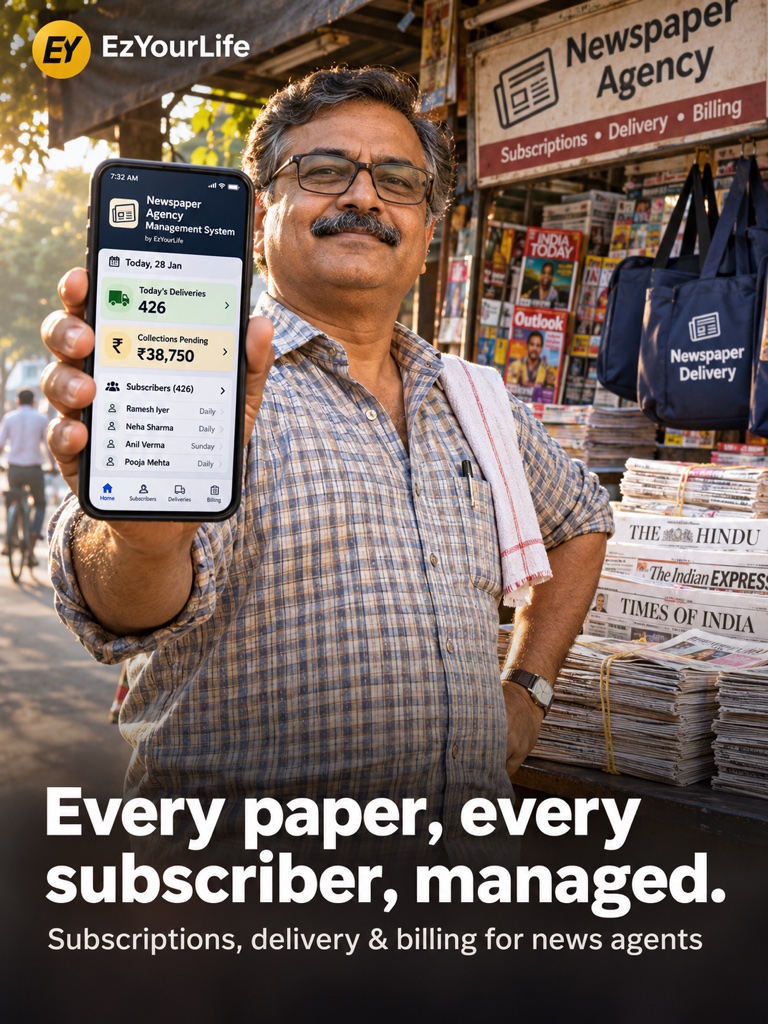 EY EzYourLife
Newspaper
Agency
Subscriptions • Delivery • Billing
7:32 AM
Newspaper
Agency
Management System
by EzYourLife
Today, 28 Jan
Today's Deliveries
426
Collections Pending
₹
₹38,750
Subscribers (426)
Ramesh Iyer Daily
Neha Sharma Daily
Anil Verma Sunday
Pooja Mehta Daily
Home Subscribers Deliveries Billing
INDIA
TODAY
Outlook
Newspaper
Delivery
THE HINDU
The Indian EXPRESS
TIMES OF INDIA
Every paper, every
subscriber, managed.
Subscriptions, delivery & billing for news agents